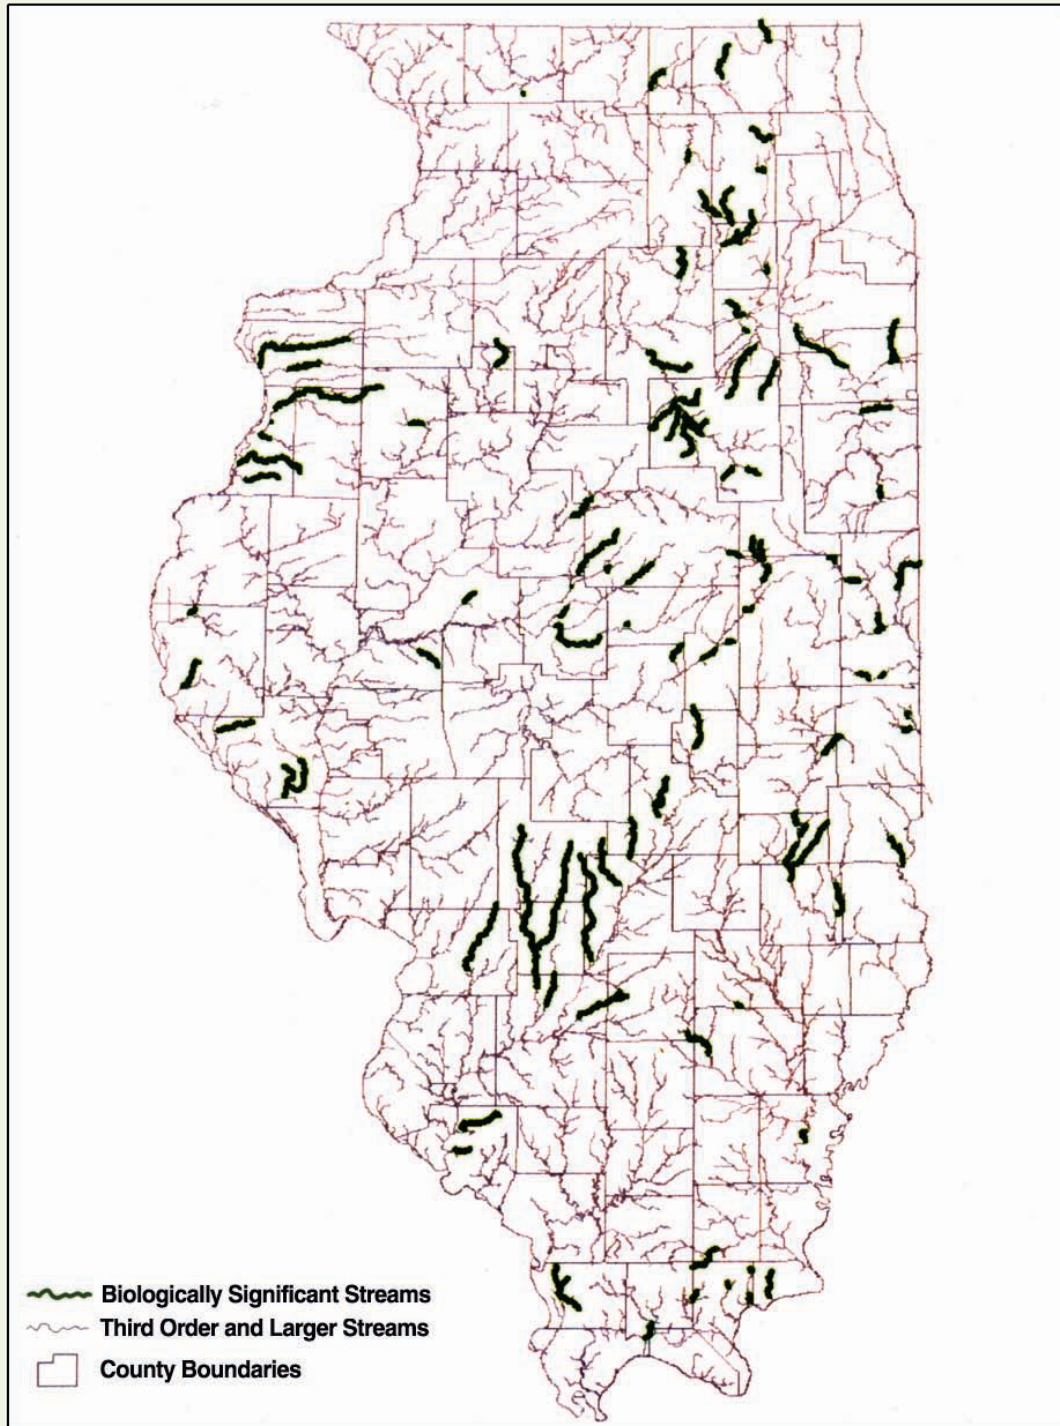 Biologically Significant Streams
Third Order and Larger Streams
County Boundaries